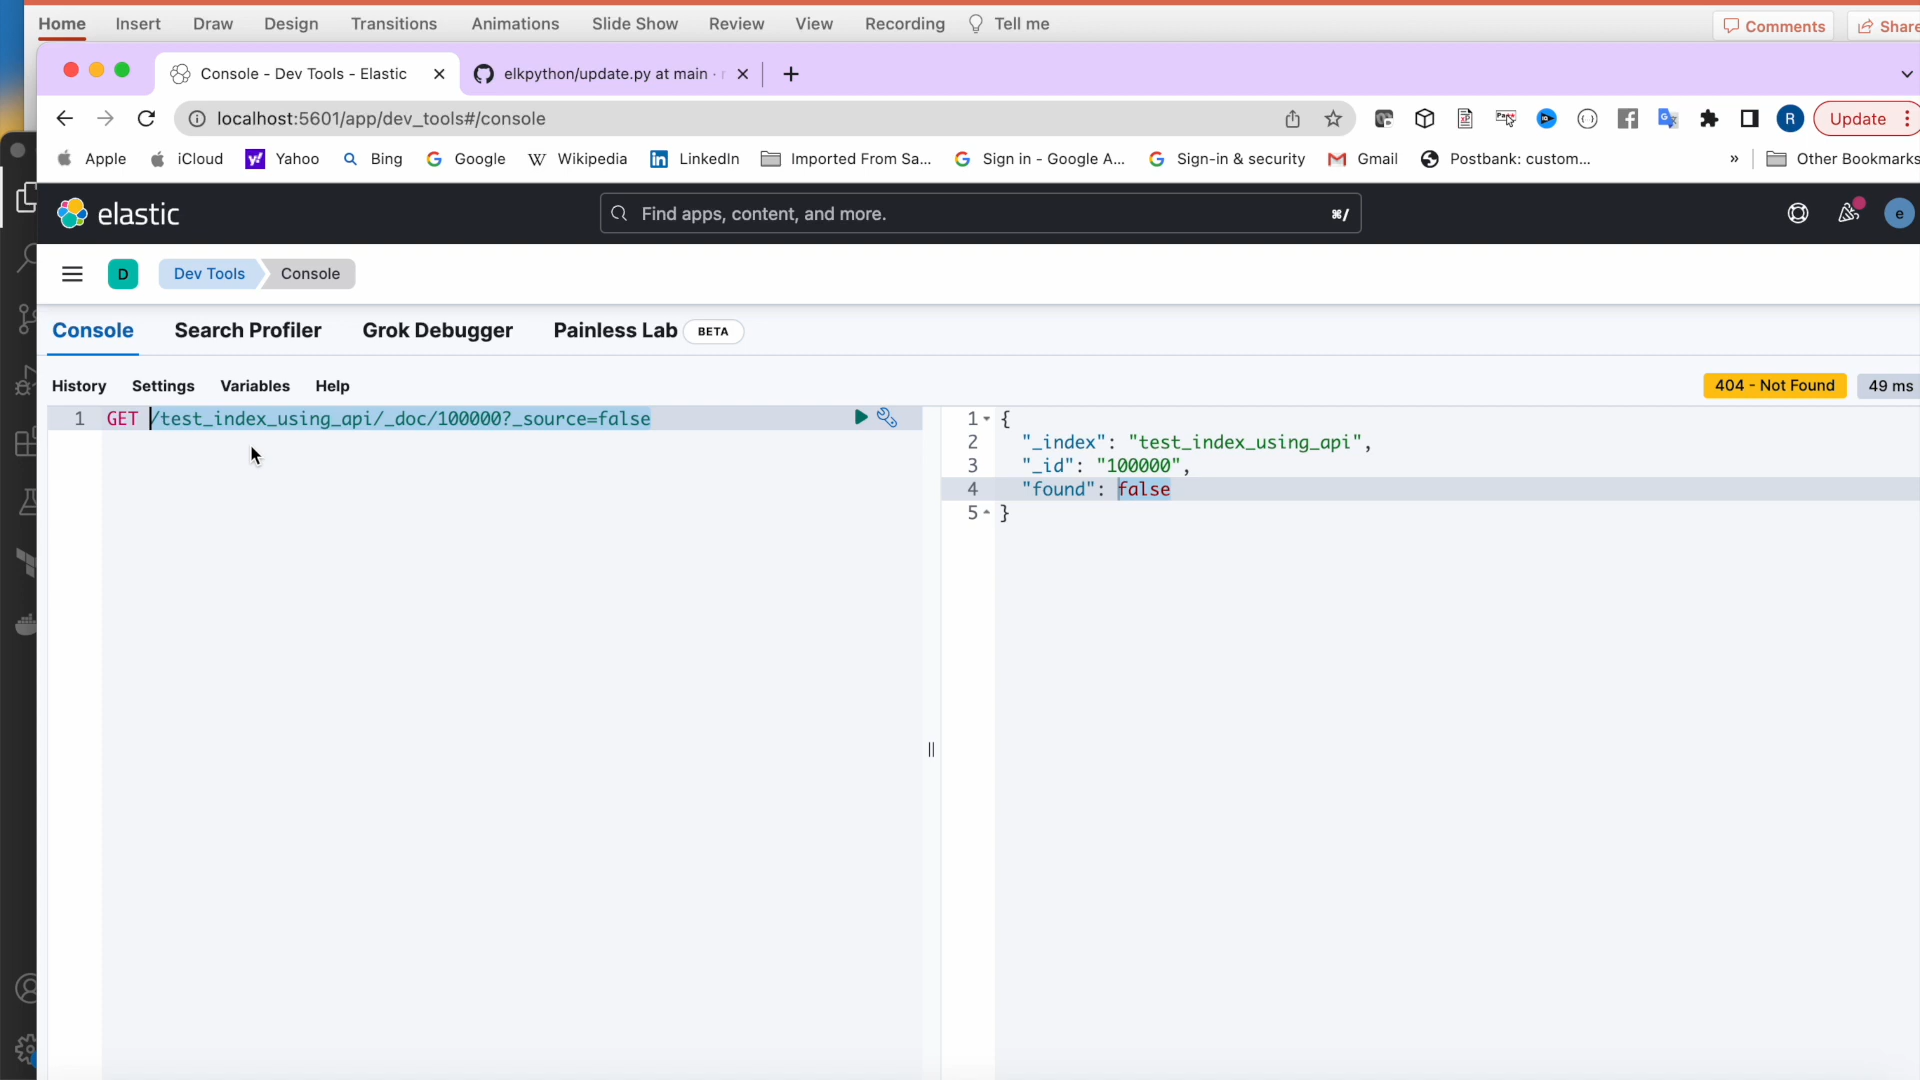 Home Insert Draw Design Transitions Animations Slide Show Review View Recording Tell me Comments Share
Console - Dev Tools - Elastic elkpython/update.py at main ·
localhost:5601/app/dev_tools#/console R Update
Apple iCloud Yahoo Bing Google Wikipedia LinkedIn Imported From Sa... Sign in - Google A... Sign-in & security Gmail Postbank: custom... » Other Bookmarks
elastic Find apps, content, and more. ⌘/ e
D Dev Tools Console
Console Search Profiler Grok Debugger Painless Lab BETA
History Settings Variables Help 404 - Not Found 49 ms
1 GET /test_index_using_api/_doc/100000?_source=false
1 {
2 "_index": "test_index_using_api",
3 "_id": "100000",
4 "found": false
5 }